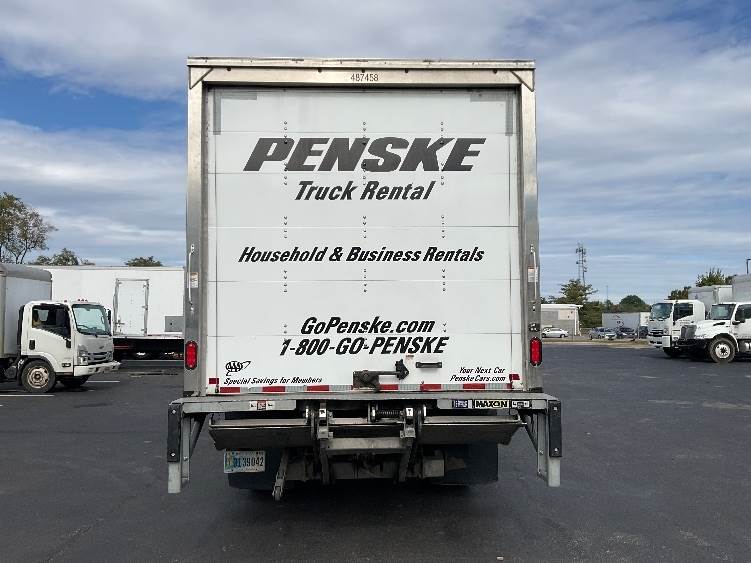 487458
PENSKE
Truck Rental
Household & Business Rentals
GoPenske.com
1-800-GO-PENSKE
AAA
Special Savings for Members
Your Next Car
PenskeCars.com
MAXON
0139042